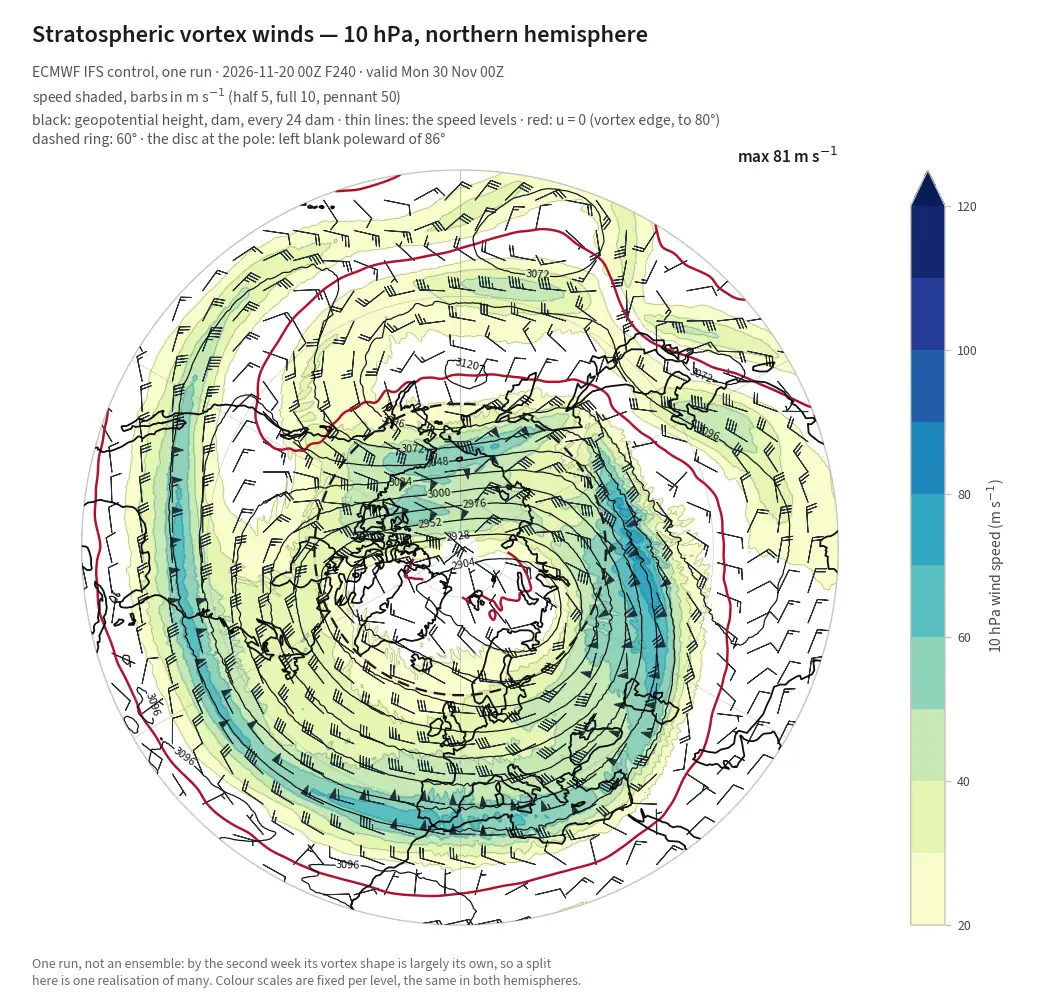 Stratospheric vortex winds — 10 hPa, northern hemisphere
ECMWF IFS control, one run · 2026-11-20 00Z F240 · valid Mon 30 Nov 00Z
speed shaded, barbs in m s⁻¹ (half 5, full 10, pennant 50)
black: geopotential height, dam, every 24 dam · thin lines: the speed levels · red: u = 0 (vortex edge, to 80°)
dashed ring: 60° · the disc at the pole: left blank poleward of 86°
max 81 m s⁻¹
120
100
80
60
40
20
10 hPa wind speed (m s⁻¹)
3072
3120
3072
3096
3072
3048
3024
3000
2976
2952
2928
2904
3096
3096
3096
One run, not an ensemble: by the second week its vortex shape is largely its own, so a split
here is one realisation of many. Colour scales are fixed per level, the same in both hemispheres.